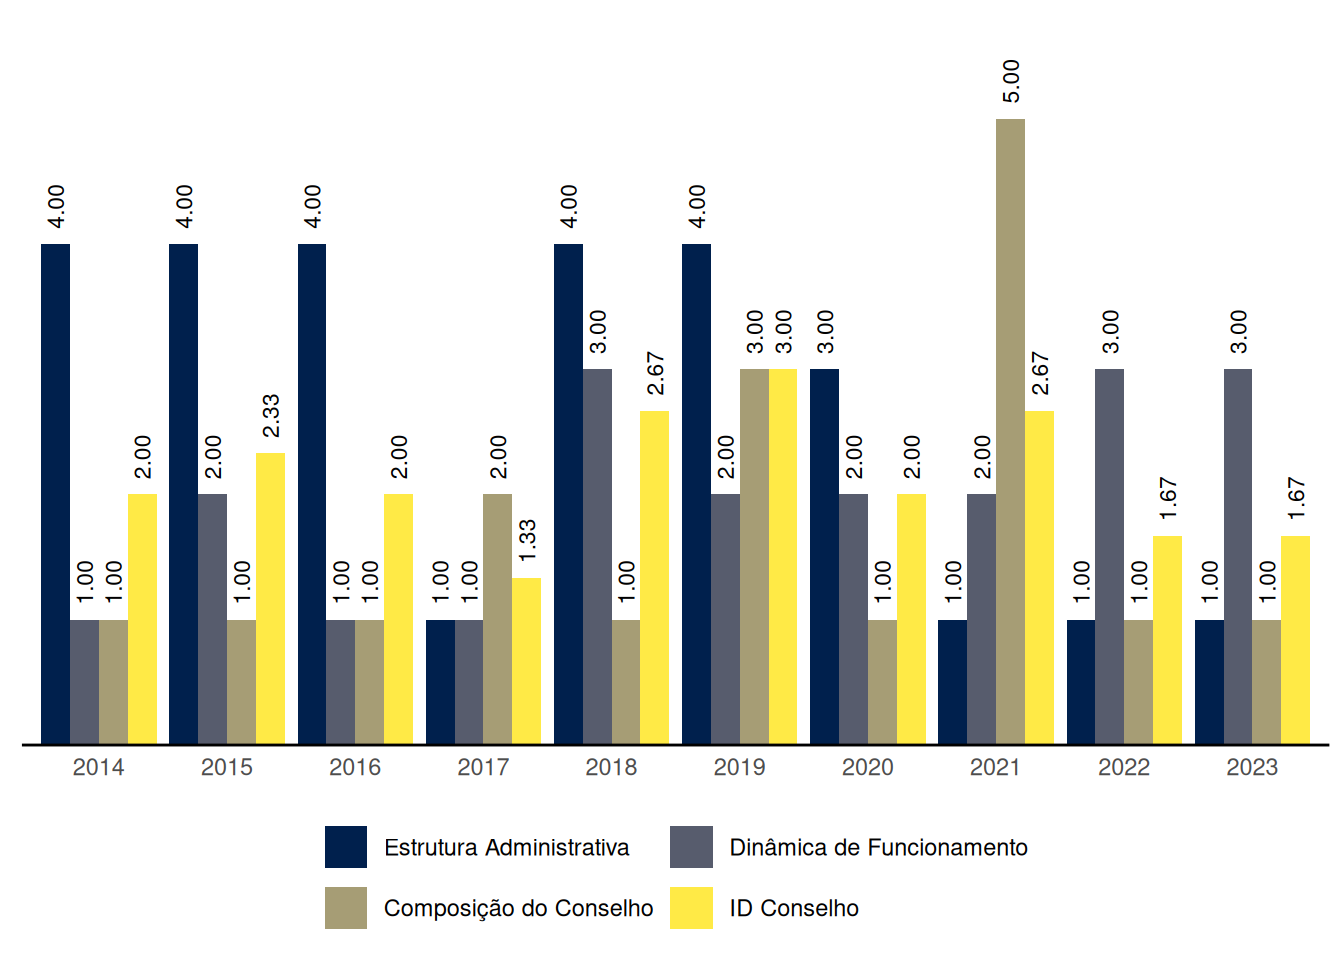 5.00
4.00 4.00 4.00 4.00 4.00
3.00 3.00 3.00 3.00 3.00 3.00
2.67 2.67
2.33
2.00 2.00 2.00 2.00 2.00 2.00 2.00 2.00
1.67 1.67
1.33
1.00 1.00 1.00 1.00 1.00 1.00 1.00 1.00 1.00 1.00 1.00 1.00 1.00 1.00
2014 2015 2016 2017 2018 2019 2020 2021 2022 2023
Estrutura Administrativa Dinâmica de Funcionamento
Composição do Conselho ID Conselho